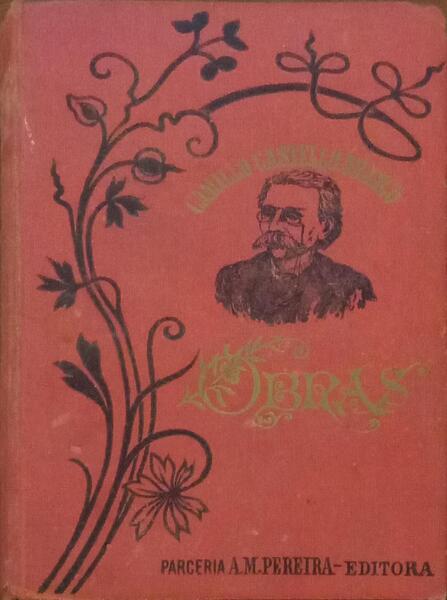 CAMILLO CASTELLO BRANCO
OBRAS
PARCERIA A.M. PEREIRA-EDITORA